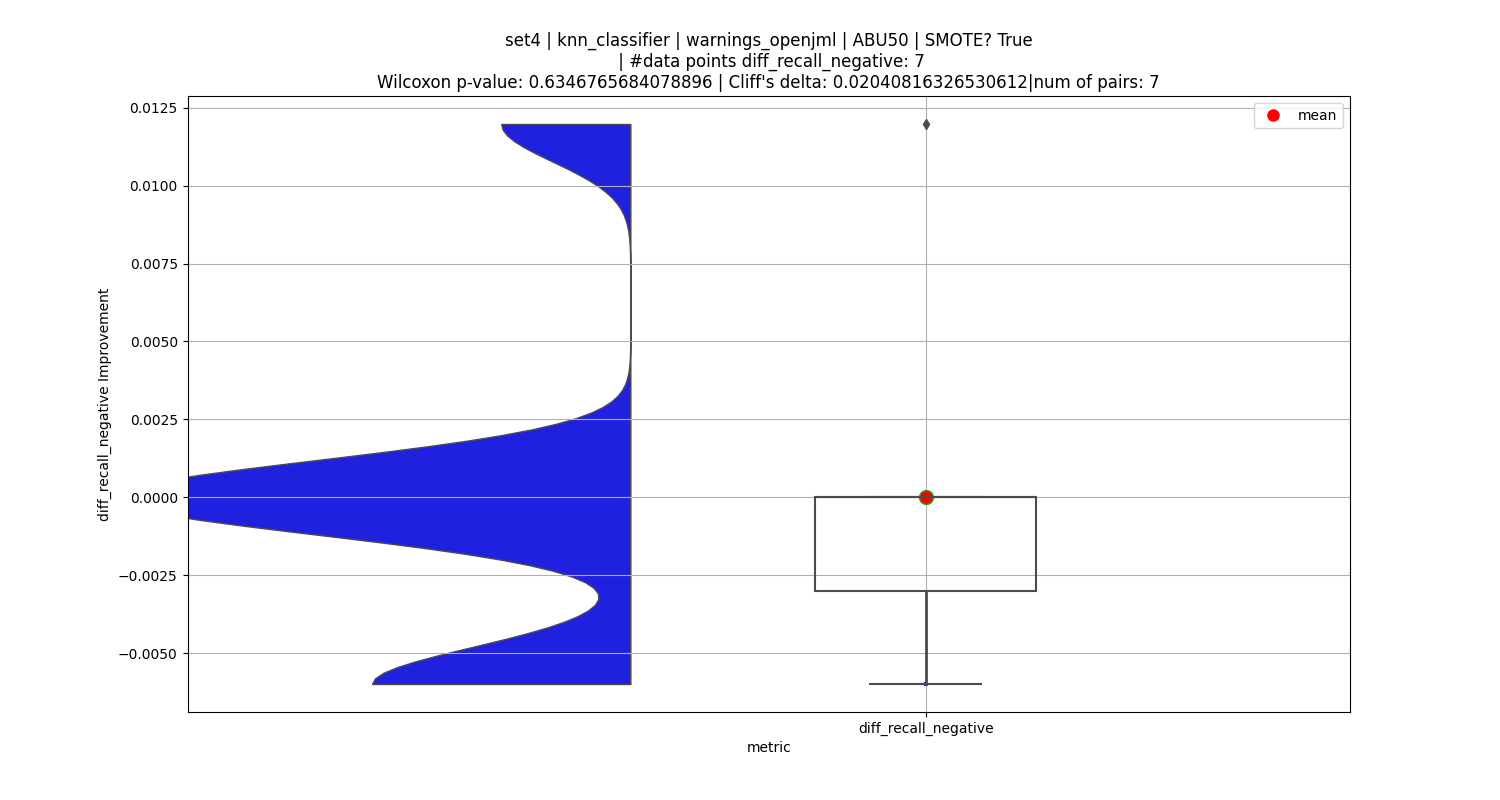 set4 | knn_classifier | warnings_openjml | ABU50 | SMOTE? True
| #data points diff_recall_negative: 7
Wilcoxon p-value: 0.6346765684078896 | Cliff's delta: 0.02040816326530612|num of pairs: 7
mean
0.0125
0.0100
0.0075
0.0050
0.0025
0.0000
−0.0025
−0.0050
diff_recall_negative Improvement
diff_recall_negative
metric